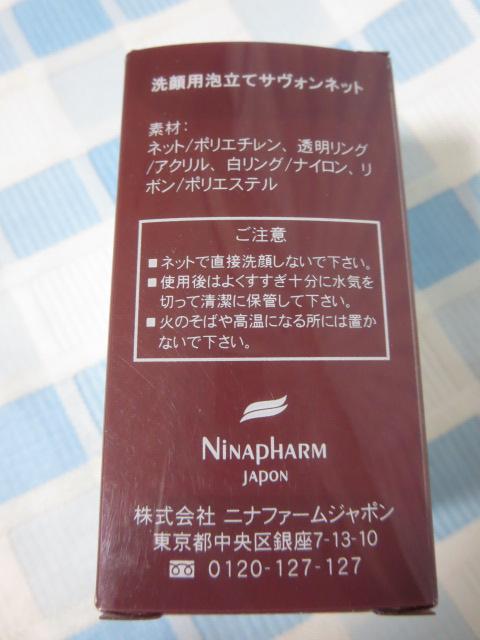 洗顔用泡立てサヴォンネット
素材:
ネット/ポリエチレン、透明リング
/アクリル、白リング/ナイロン、リ
ボン/ポリエステル
ご注意
■ネットで直接洗顔しないで下さい。
■使用後はよくすすぎ十分に水気を
切って清潔に保管して下さい。
■火のそばや高温になる所には置か
ないで下さい。
NINAPHARM
JAPON
株式会社 ニナファームジャポン
東京都中央区銀座7-13-10
0120-127-127